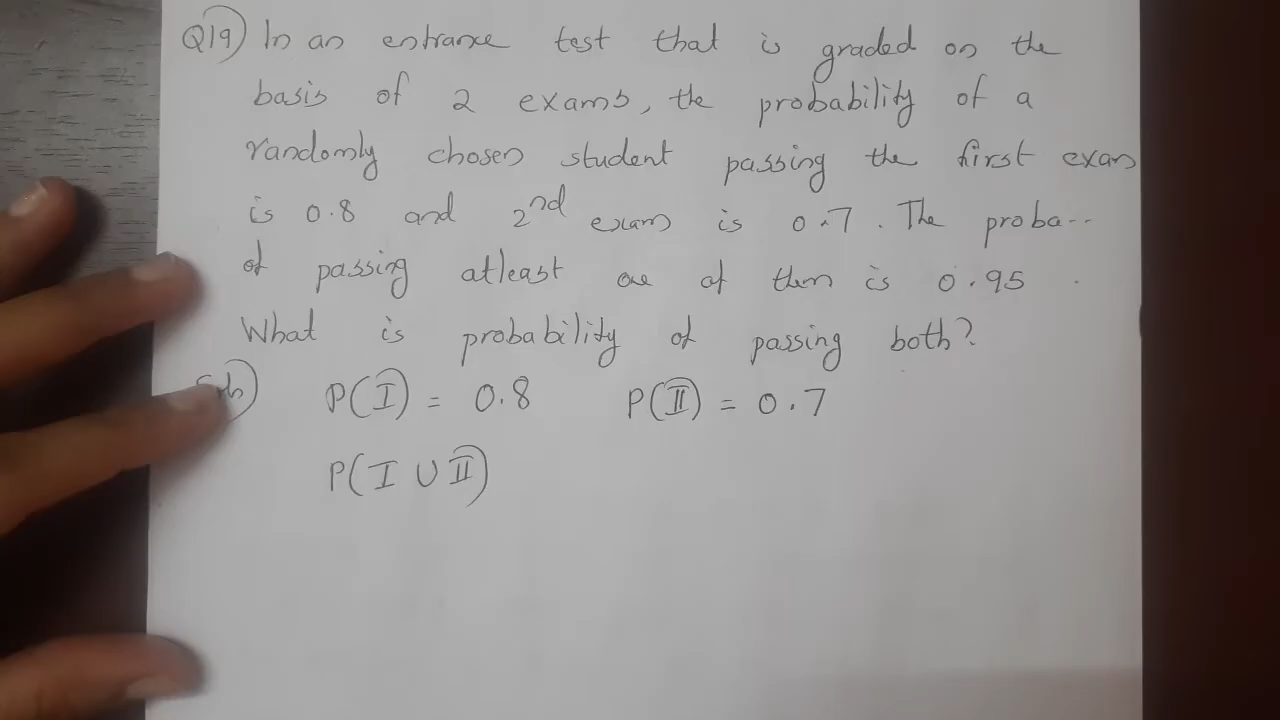 Q19) In an entrance test that is graded on the
basis of 2 exams, the probability of a
randomly chosen student passing the first exam
is 0.8 and 2nd exam is 0.7. The proba--
of passing atleast one of them is 0.95
What is probability of passing both?
P(I) = 0.8 P(II) = 0.7
P(I ∪ II)